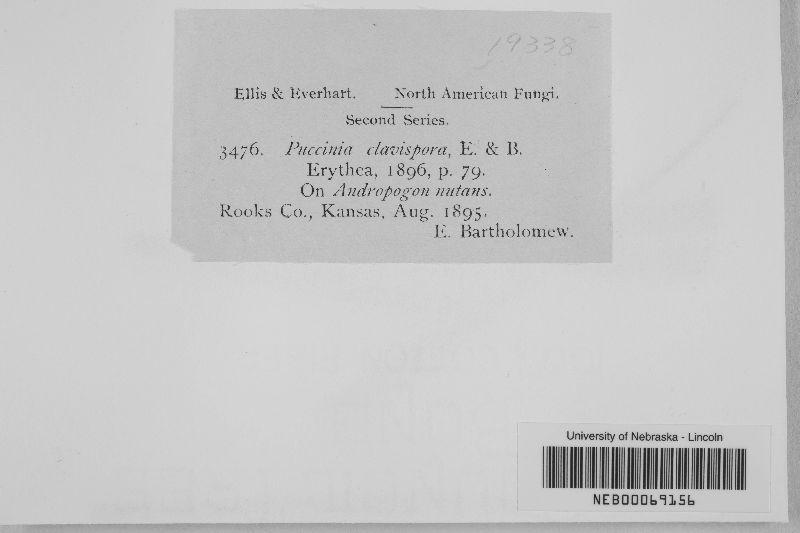 19338
Ellis & Everhart. North American Fungi.
Second Series.
3476. Puccinia clavispora, E. & B.
Erythea, 1896, p. 79.
On Andropogon nutans.
Rooks Co., Kansas, Aug. 1895.
E. Bartholomew.
University of Nebraska - Lincoln
NEB00069156